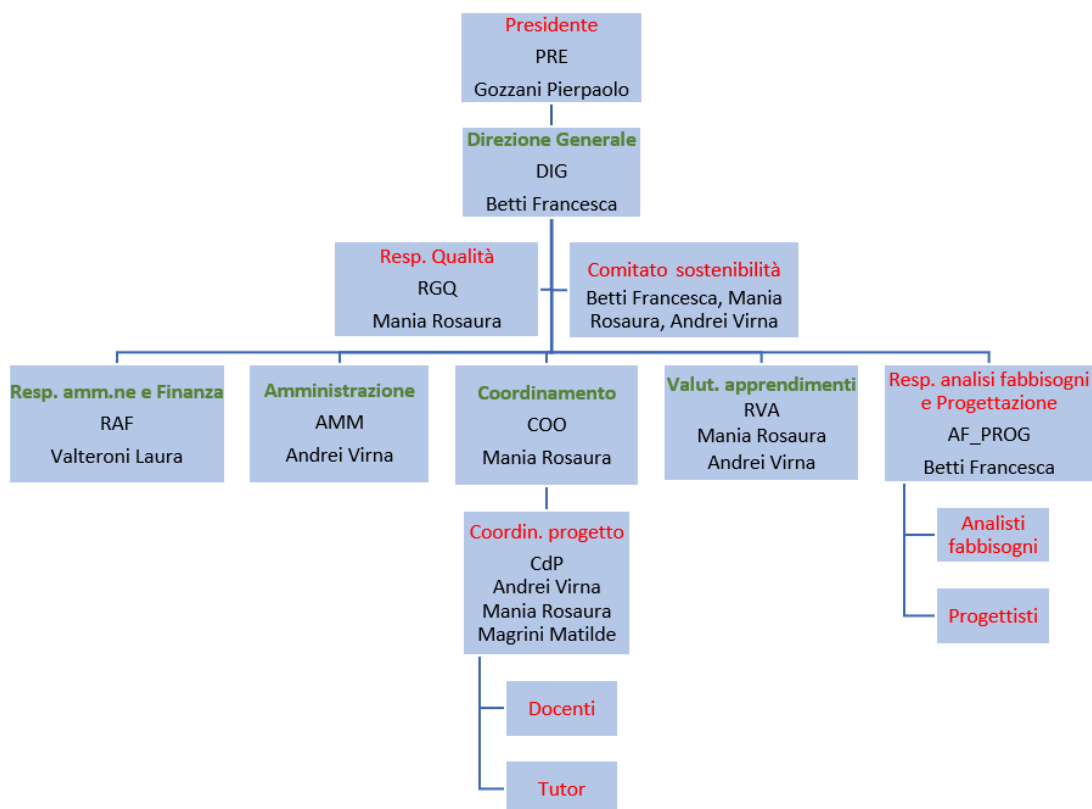 Presidente
PRE
Gozzani Pierpaolo
Direzione Generale
DIG
Betti Francesca
Resp. Qualità
RGQ
Mania Rosaura
Comitato sostenibilità
Betti Francesca, Mania
Rosaura, Andrei Virna
Resp. amm.ne e Finanza
RAF
Valteroni Laura
Amministrazione
AMM
Andrei Virna
Coordinamento
COO
Mania Rosaura
Valut. apprendimenti
RVA
Mania Rosaura
Andrei Virna
Resp. analisi fabbisogni
e Progettazione
AF_PROG
Betti Francesca
Coordin. progetto
CdP
Andrei Virna
Mania Rosaura
Magrini Matilde
Docenti
Tutor
Analisti
fabbisogni
Progettisti